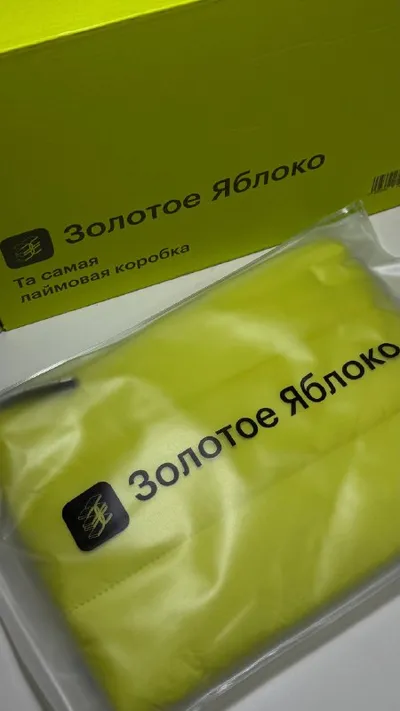 Золотое Яблоко
Та самая
лаймовая коробка
Золотое Яблоко